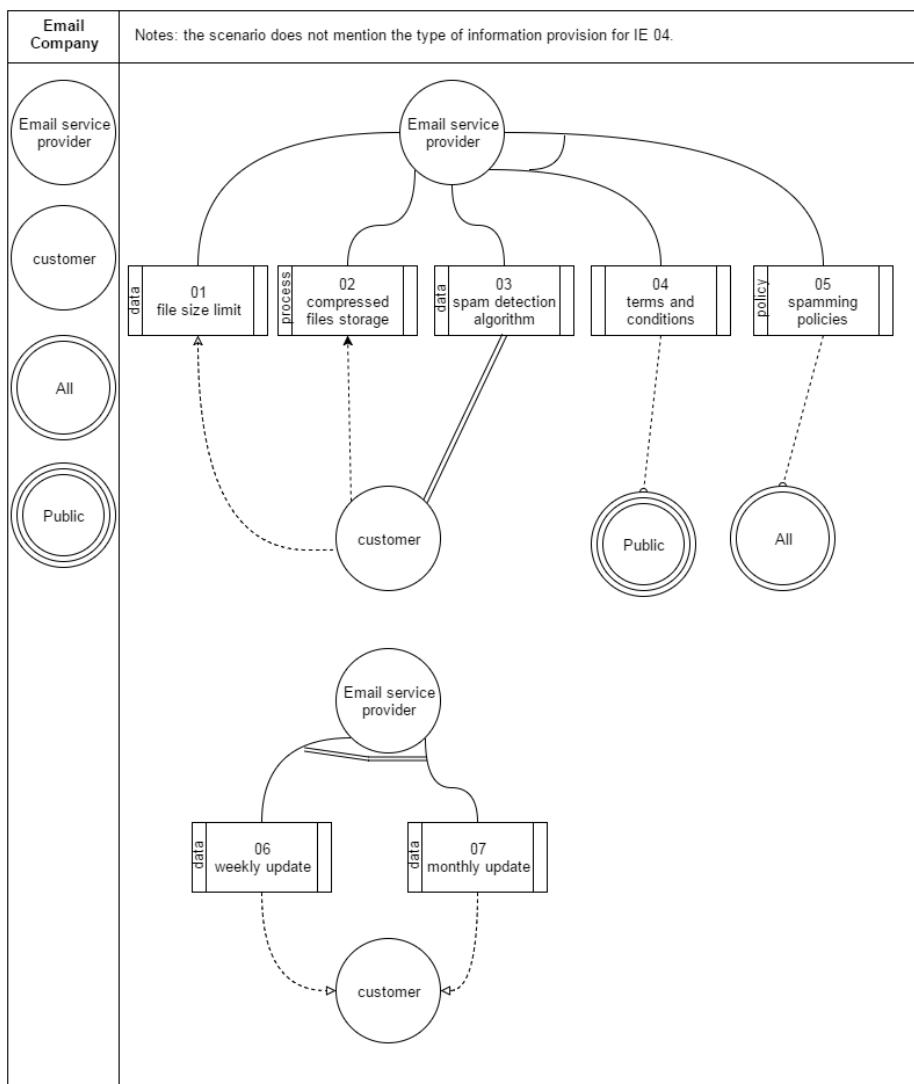 Email
Company
Notes: the scenario does not mention the type of information provision for IE 04.
Email service
provider
customer
All
Public
Email service
provider
data
01
file size limit
process
02
compressed
files storage
data
03
spam detection
algorithm
04
terms and
conditions
policy
05
spamming
policies
customer
Public
All
Email service
provider
data
06
weekly update
data
07
monthly update
customer